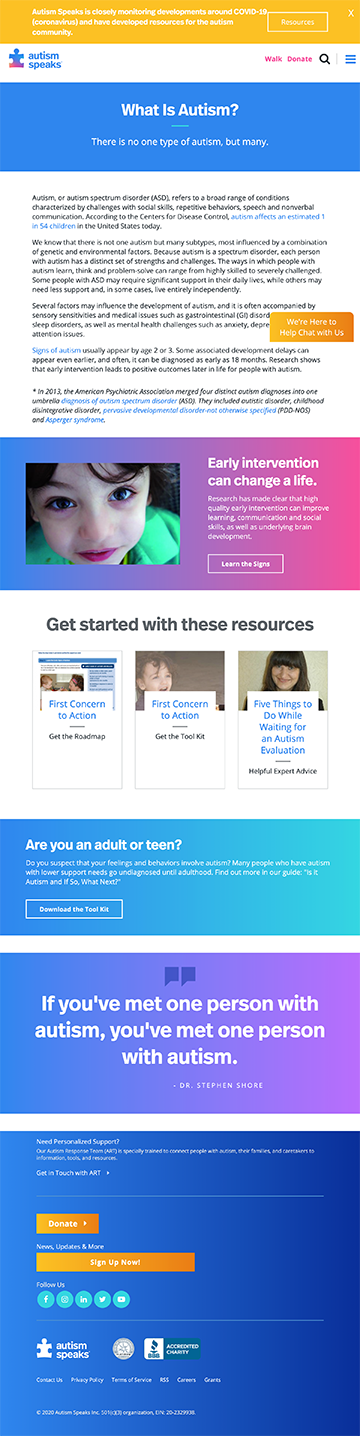 Autism Speaks is closely monitoring developments around COVID-19
(coronavirus) and have developed resources for the autism
community.
Resources
X
autism
speaks
Walk Donate
What Is Autism?
There is no one type of autism, but many.
Autism, or autism spectrum disorder (ASD), refers to a broad range of conditions
characterized by challenges with social skills, repetitive behaviors, speech and nonverbal
communication. According to the Centers for Disease Control, autism affects an estimated 1
in 54 children in the United States today.
We know that there is not one autism but many subtypes, most influenced by a combination
of genetic and environmental factors. Because autism is a spectrum disorder, each person
with autism has a distinct set of strengths and challenges. The ways in which people with
autism learn, think and problem-solve can range from highly skilled to severely challenged.
Some people with ASD may require significant support in their daily lives, while others may
need less support and, in some cases, live entirely independently.
Several factors may influence the development of autism, and it is often accompanied by
sensory sensitivities and medical issues such as gastrointestinal (GI) disor
sleep disorders, as well as mental health challenges such as anxiety, depre
attention issues.
We're Here to
Help Chat with Us
Signs of autism usually appear by age 2 or 3. Some associated development delays can
appear even earlier, and often, it can be diagnosed as early as 18 months. Research shows
that early intervention leads to positive outcomes later in life for people with autism.
* In 2013, the American Psychiatric Association merged four distinct autism diagnoses into one
umbrella diagnosis of autism spectrum disorder (ASD). They included autistic disorder, childhood
disintegrative disorder, pervasive developmental disorder-not otherwise specified (PDD-NOS)
and Asperger syndrome.
Early intervention
can change a life.
Research has made clear that high
quality early intervention can improve
learning, communication and social
skills, as well as underlying brain
development.
Learn the Signs
Get started with these resources
First Concern
to Action
Get the Roadmap
First Concern
to Action
Get the Tool Kit
Five Things to
Do While
Waiting for
an Autism
Evaluation
Helpful Expert Advice
Are you an adult or teen?
Do you suspect that your feelings and behaviors involve autism? Many people who have autism
with lower support needs go undiagnosed until adulthood. Find out more in our guide: "Is it
Autism and If So, What Next?"
Download the Tool Kit
If you've met one person with
autism, you've met one person
with autism.
- DR. STEPHEN SHORE
Need Personalized Support?
Our Autism Response Team (ART) is specially trained to connect people with autism, their families, and caretakers to
information, tools, and resources.
Get in Touch with ART
Donate
News, Updates & More
Sign Up Now!
Follow Us
autism
speaks
BBB
ACCREDITED
CHARITY
Contact Us Privacy Policy Terms of Service RSS Careers Grants
© 2020 Autism Speaks Inc. 501(c)(3) organization, EIN: 20-2329938.